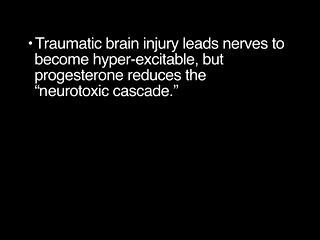 • Traumatic brain injury leads nerves to
become hyper-excitable, but
progesterone reduces the
“neurotoxic cascade.”